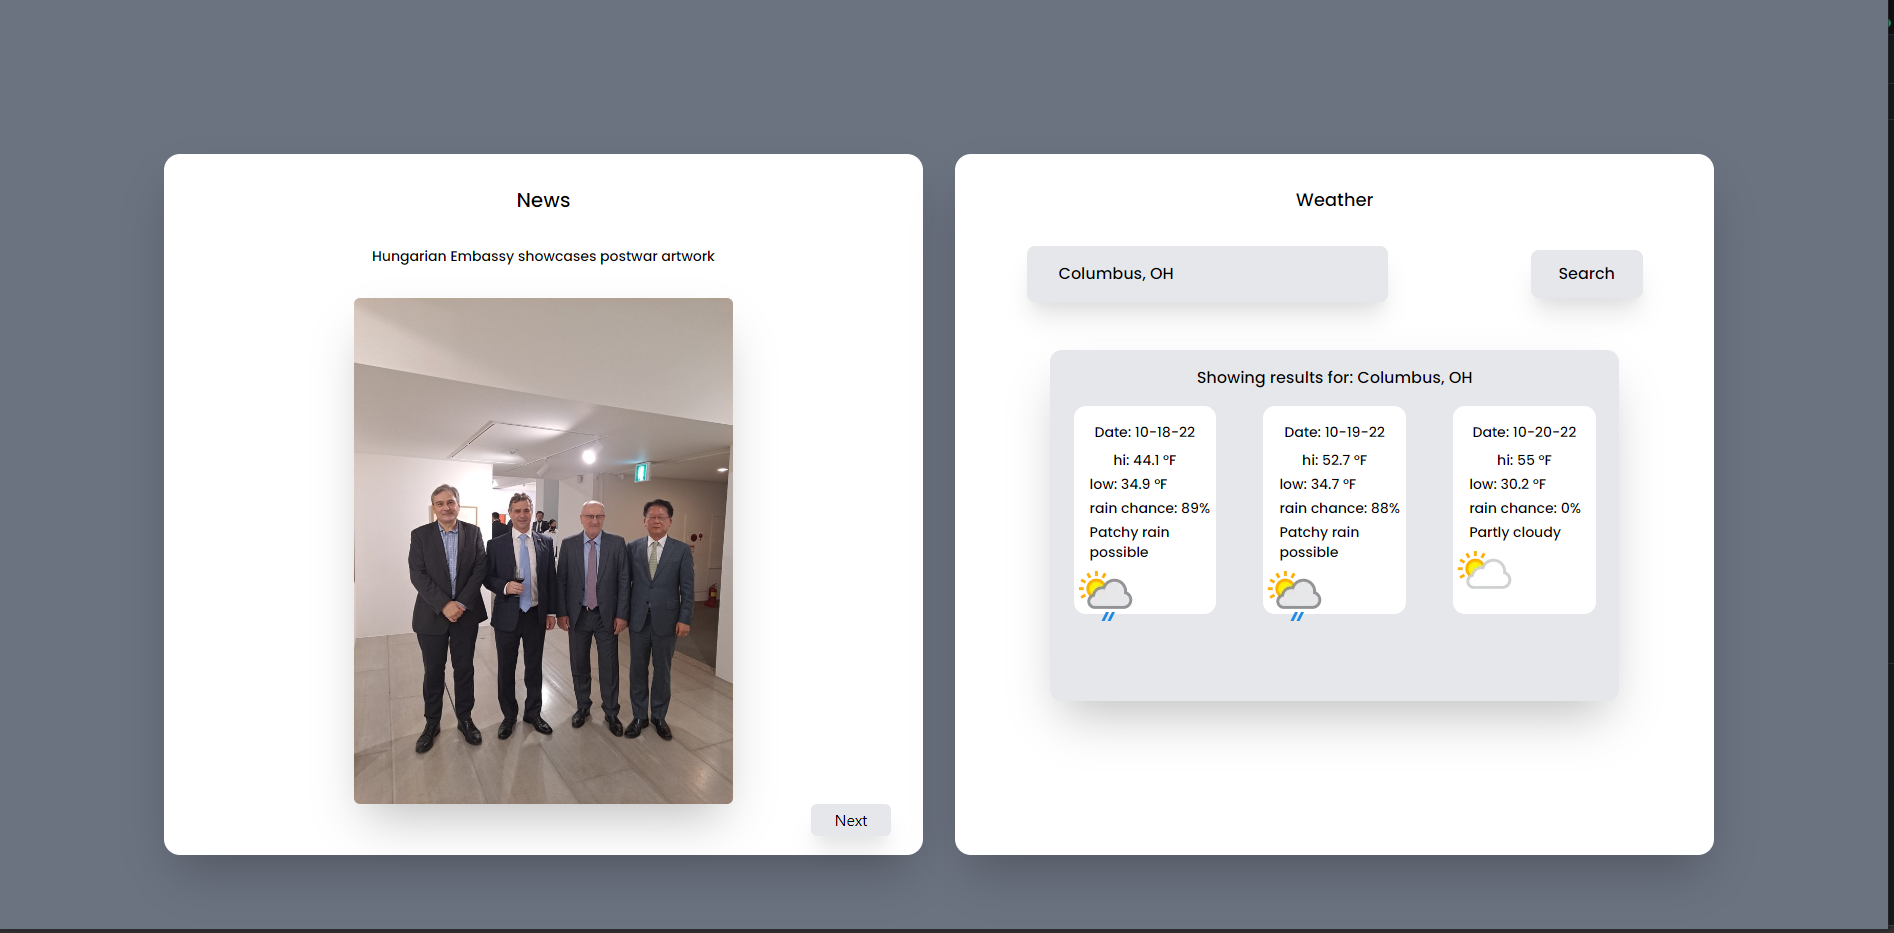 News
Hungarian Embassy showcases postwar artwork
Next
Weather
Columbus, OH
Search
Showing results for: Columbus, OH
Date: 10-18-22
hi: 44.1 °F
low: 34.9 °F
rain chance: 89%
Patchy rain
possible
Date: 10-19-22
hi: 52.7 °F
low: 34.7 °F
rain chance: 88%
Patchy rain
possible
Date: 10-20-22
hi: 55 °F
low: 30.2 °F
rain chance: 0%
Partly cloudy